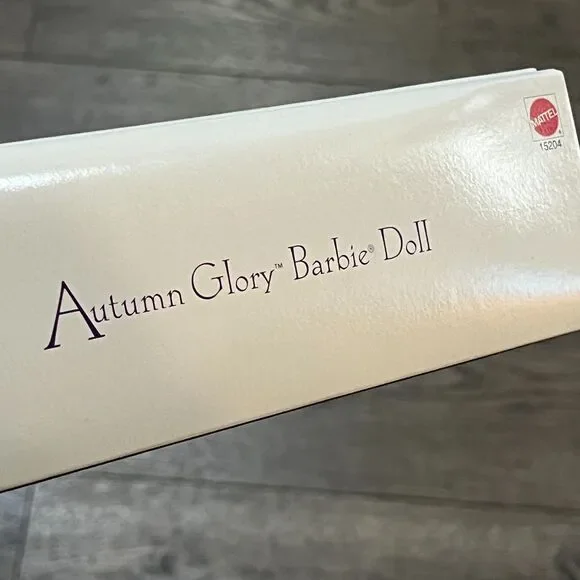 MATTEL®
15204
Autumn Glory™ Barbie® Doll